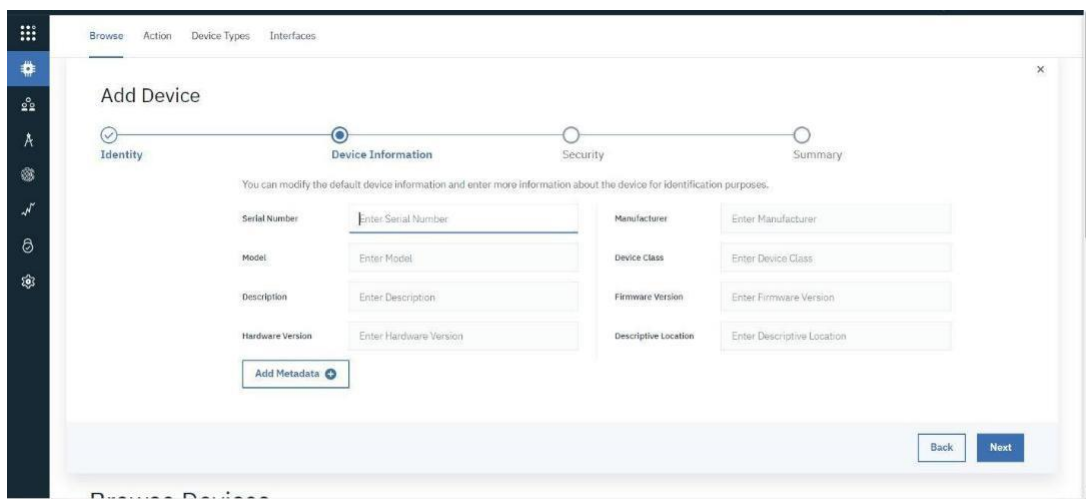 Browse Action Device Types Interfaces
Add Device
Identity Device Information Security Summary
You can modify the default device information and enter more information about the device for identification purposes.
Serial Number Enter Serial Number Manufacturer Enter Manufacturer
Model Enter Model Device Class Enter Device Class
Description Enter Description Firmware Version Enter Firmware Version
Hardware Version Enter Hardware Version Descriptive Location Enter Descriptive Location
Add Metadata
Back Next
Browse Devices